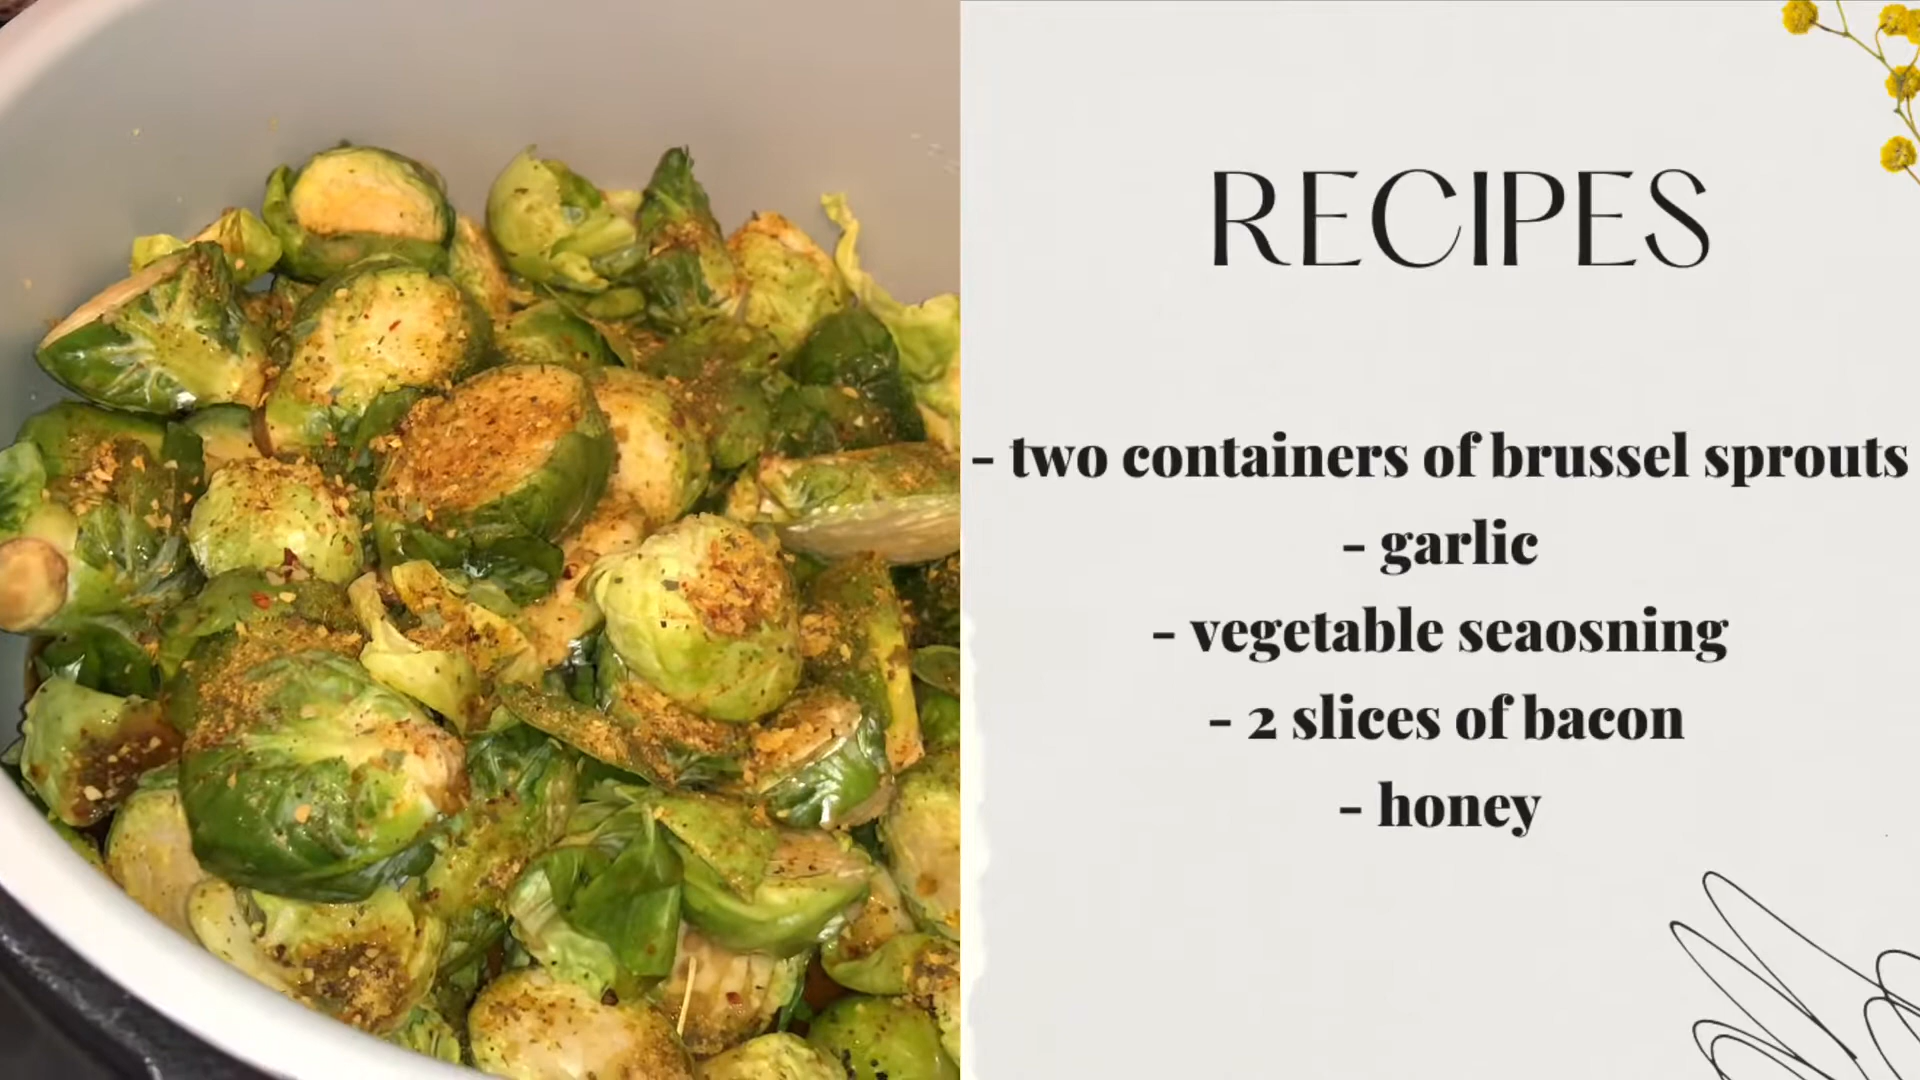 RECIPES
- two containers of brussel sprouts
- garlic
- vegetable seaosning
- 2 slices of bacon
- honey